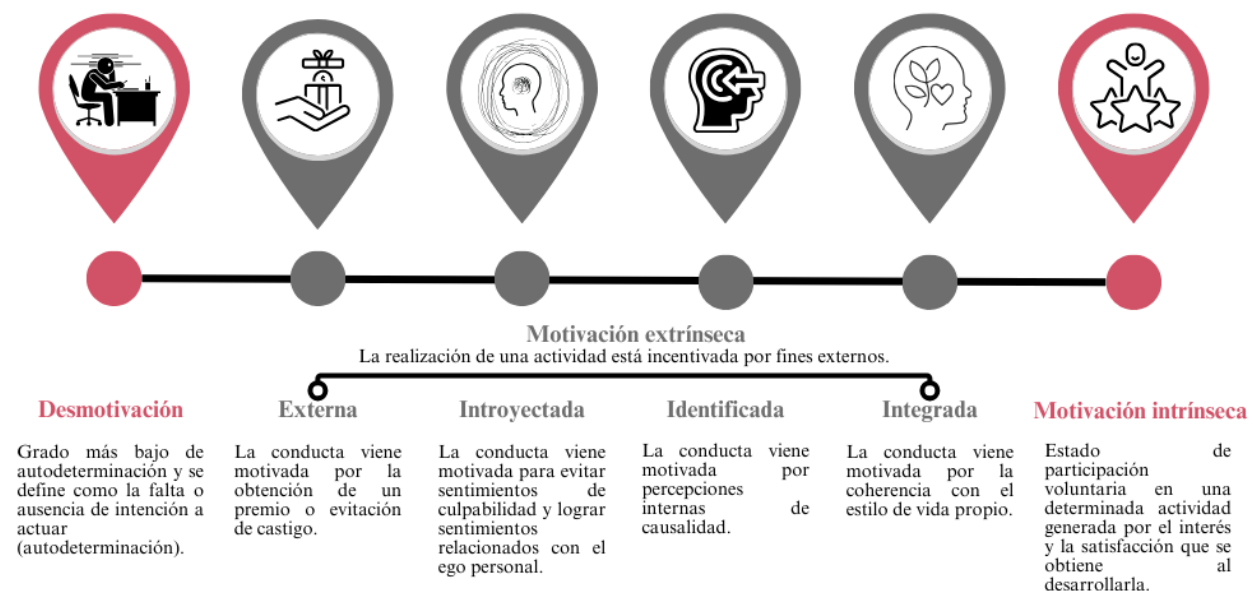 Motivación extrínseca
La realización de una actividad está incentivada por fines externos.
Desmotivación
Grado más bajo de
autodeterminación y se
define como la falta o
ausencia de intención a
actuar
(autodeterminación).
Externa
La conducta viene
motivada por la
obtención de un
premio o evitación
de castigo.
Introyectada
La conducta viene
motivada para evitar
sentimientos de
culpabilidad y lograr
sentimientos
relacionados con el
ego personal.
Identificada
La conducta viene
motivada por
percepciones
internas de
causalidad.
Integrada
La conducta viene
motivada por la
coherencia con el
estilo de vida propio.
Motivación intrínseca
Estado de
participación
voluntaria en una
determinada actividad
generada por el interés
y la satisfacción que se
obtiene al
desarrollarla.